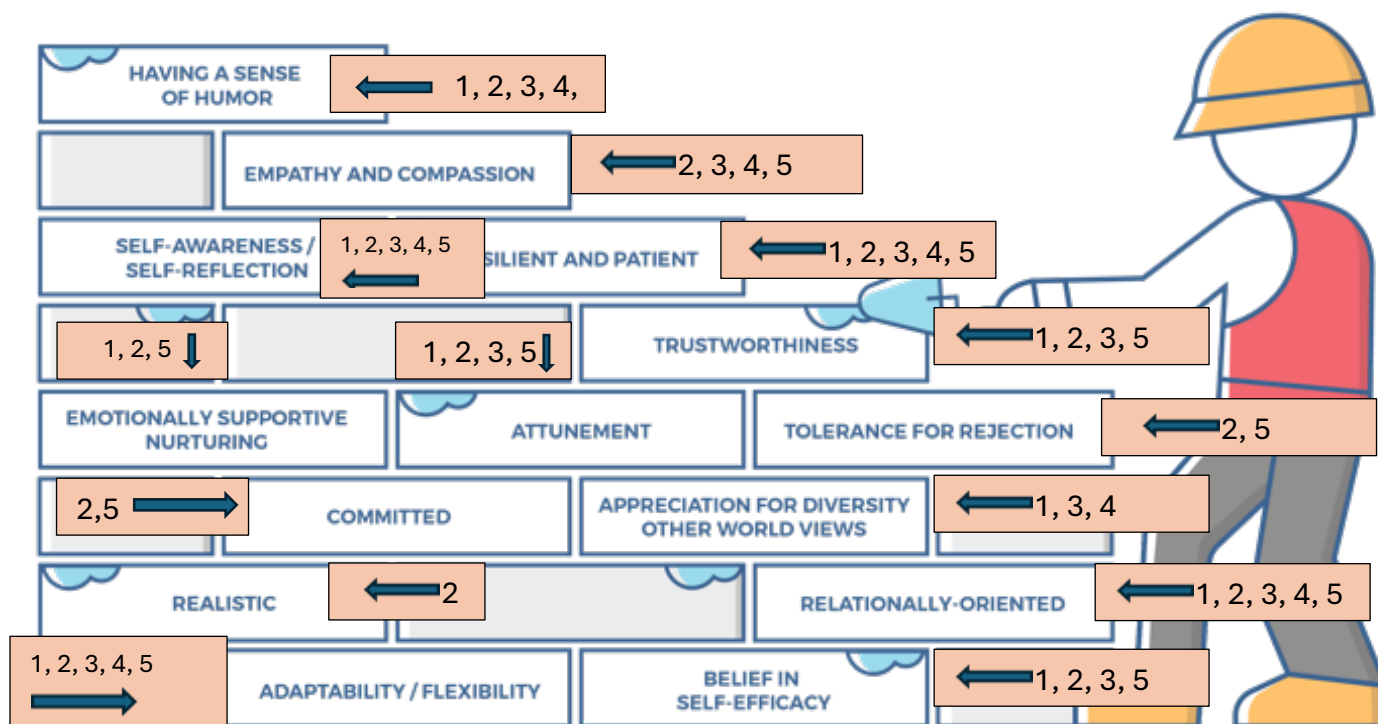 HAVING A SENSE
OF HUMOR
1, 2, 3, 4,
EMPATHY AND COMPASSION
2, 3, 4, 5
SELF-AWARENESS /
SELF-REFLECTION
1, 2, 3, 4, 5
SILIENT AND PATIENT
1, 2, 3, 4, 5
1, 2, 5
1, 2, 3, 5
TRUSTWORTHINESS
1, 2, 3, 5
EMOTIONALLY SUPPORTIVE
NURTURING
ATTUNEMENT
TOLERANCE FOR REJECTION
2, 5
2,5
COMMITTED
APPRECIATION FOR DIVERSITY
OTHER WORLD VIEWS
1, 3, 4
REALISTIC
2
RELATIONALLY-ORIENTED
1, 2, 3, 4, 5
1, 2, 3, 4, 5
ADAPTABILITY / FLEXIBILITY
BELIEF IN
SELF-EFFICACY
1, 2, 3, 5